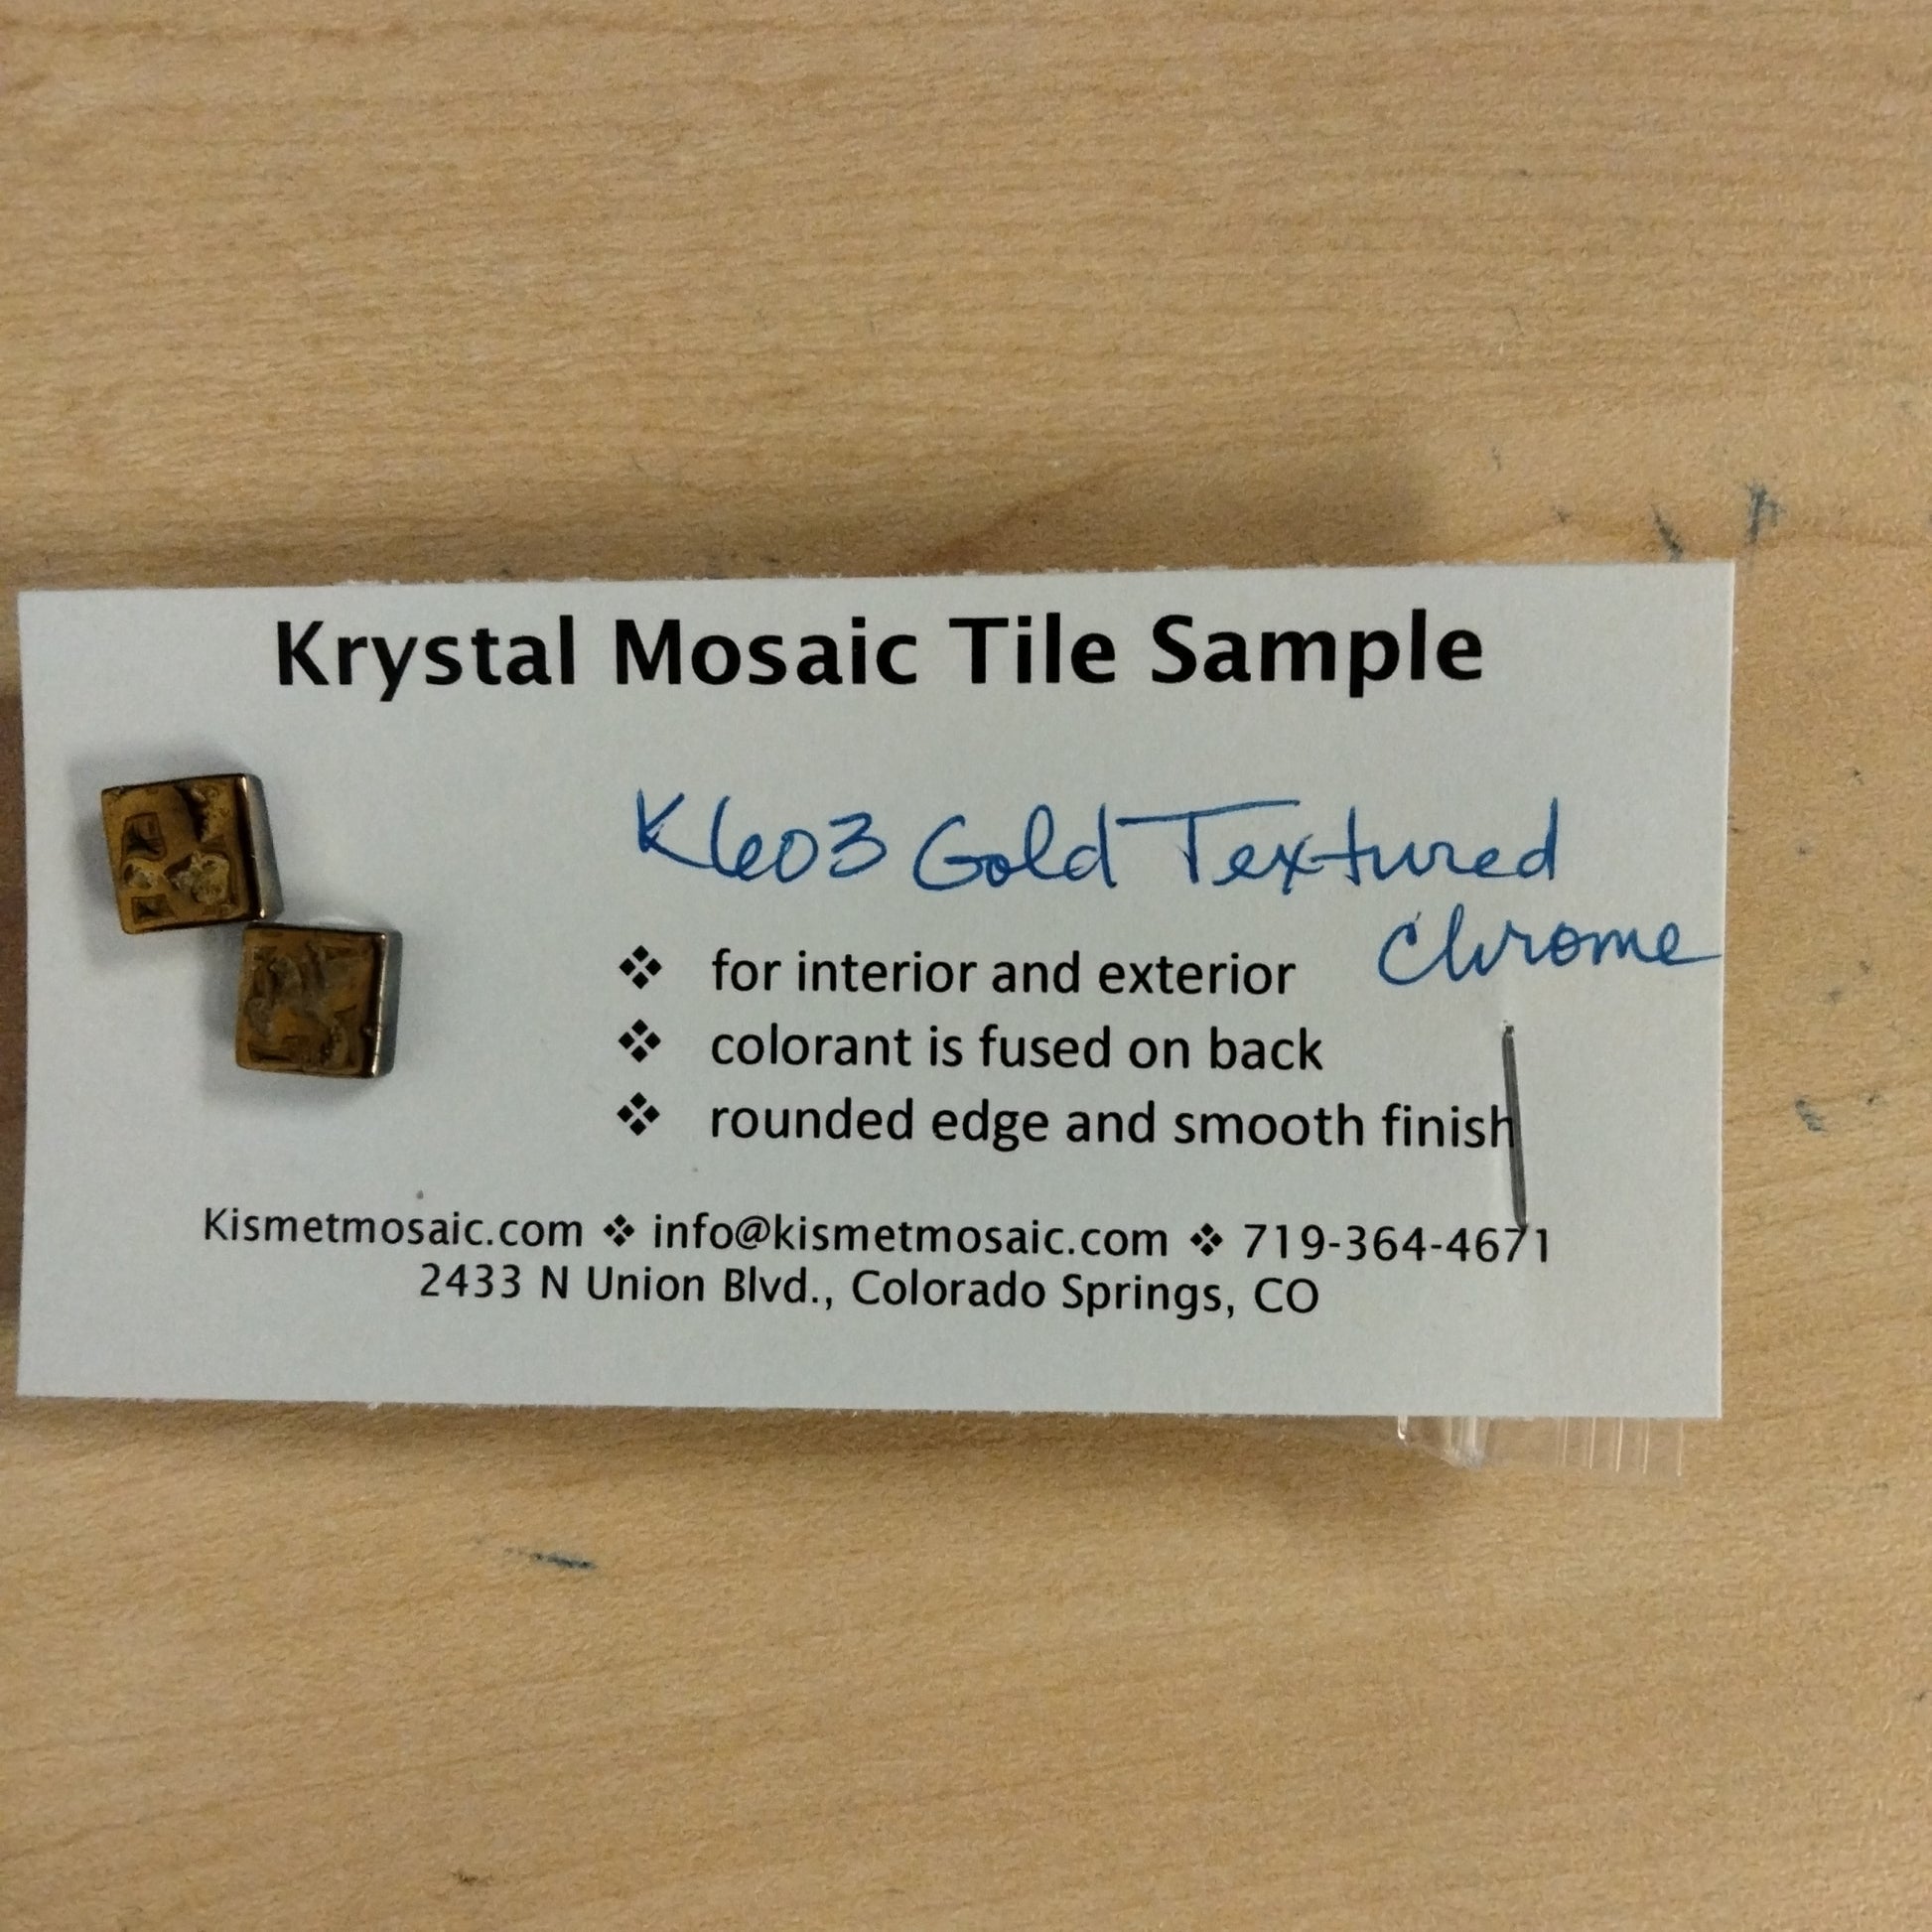 Krystal Mosaic Tile Sample
K603 Gold Textured
Chrome
❖ for interior and exterior
❖ colorant is fused on back
❖ rounded edge and smooth finish
Kismetmosaic.com ❖ info@kismetmosaic.com ❖ 719-364-4671
2433 N Union Blvd., Colorado Springs, CO